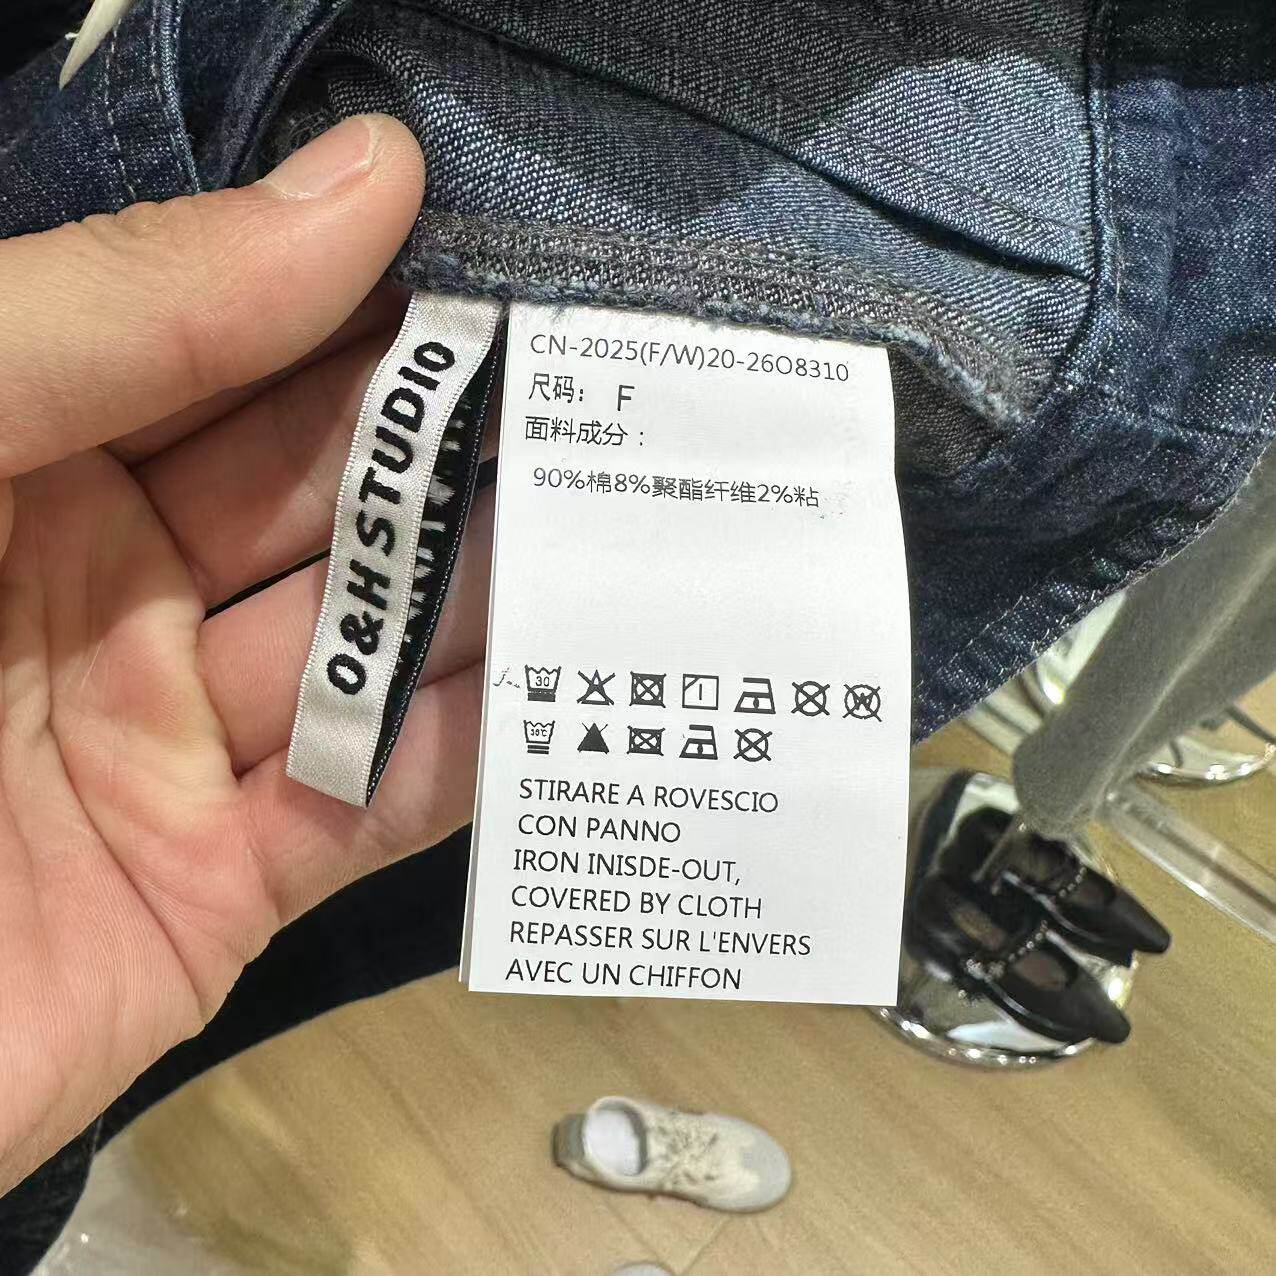 O&H STUDIO
CN-2025(F/W)20-26O8310
尺码： F
面料成分：
90%棉8%聚酯纤维2%粘
30
30℃
STIRARE A ROVESCIO
CON PANNO
IRON INISDE-OUT,
COVERED BY CLOTH
REPASSER SUR L'ENVERS
AVEC UN CHIFFON